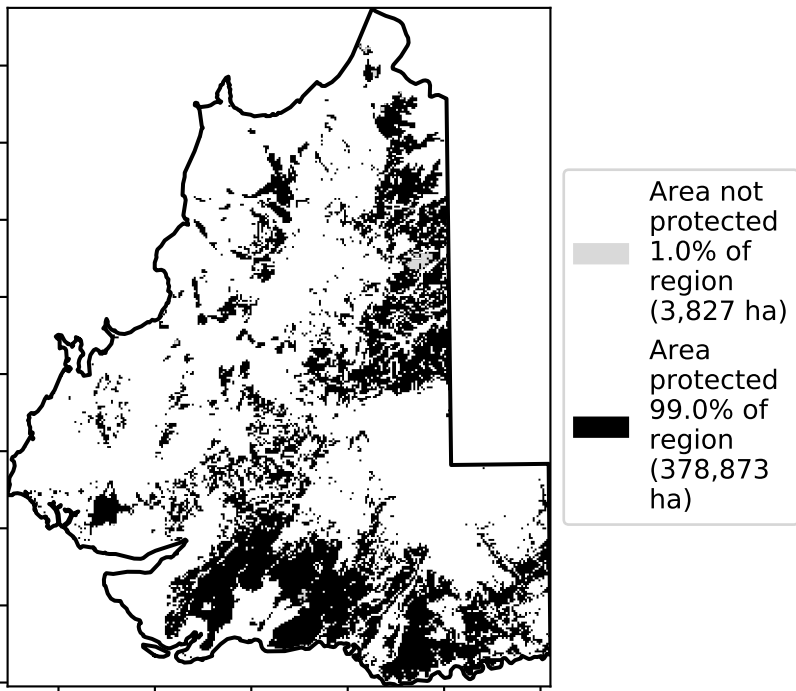 Area not
protected
1.0% of
region
(3,827 ha)
Area
protected
99.0% of
region
(378,873
ha)